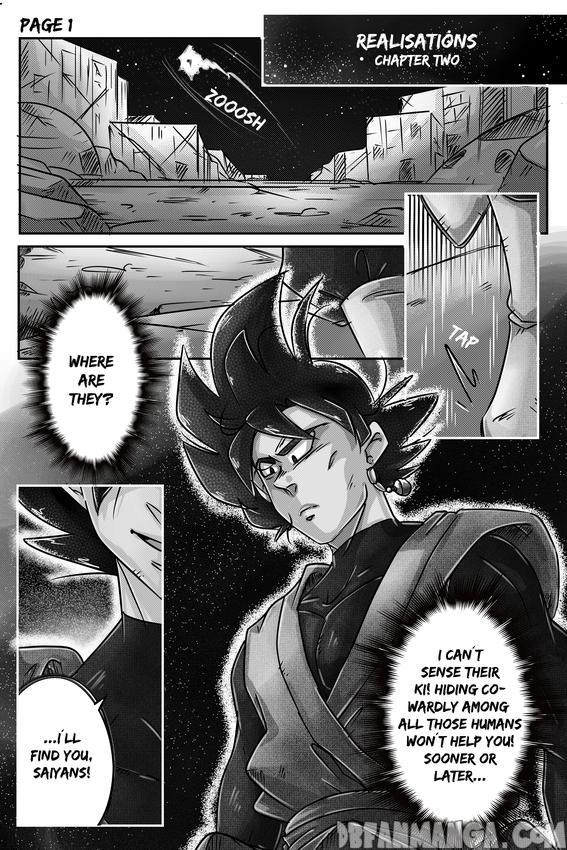 PAGE 1
REALISATIONS
CHAPTER TWO
ZOOOSH
TAP
WHERE
ARE
THEY?
I CAN'T
SENSE THEIR
KI! HIDING CO-
WARDLY AMONG
ALL THOSE HUMANS
WON'T HELP YOU!
SOONER OR
LATER...
...I'LL
FIND YOU,
SAIYANS!
DBFANMANGA.COM